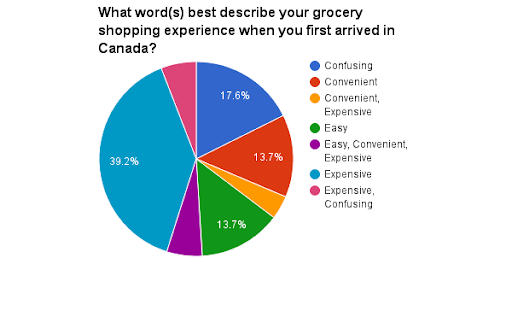 What word(s) best describe your grocery
shopping experience when you first arrived in
Canada?
Confusing
Convenient
Convenient,
Expensive
Easy
Easy, Convenient,
Expensive
Expensive
Expensive,
Confusing
17.6%
13.7%
39.2%
13.7%